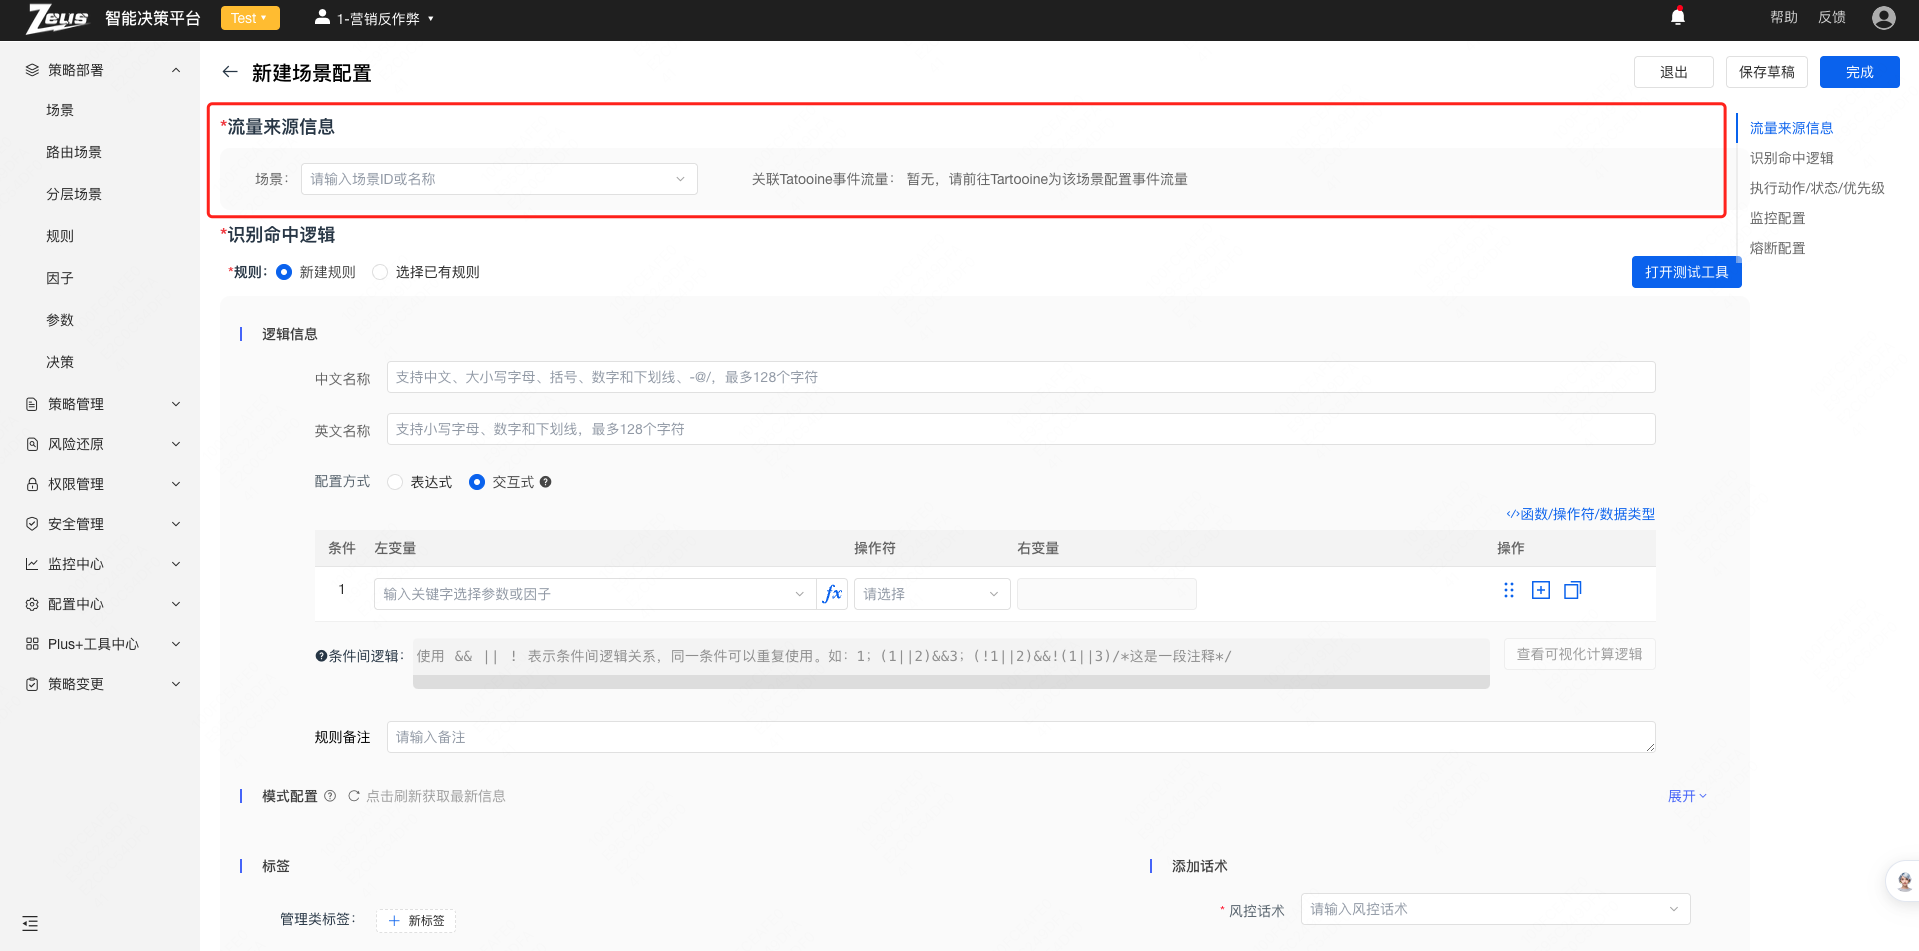 Zeus 智能决策平台 Test 1-营销反作弊 帮助 反馈
策略部署
场景
路由场景
分层场景
规则
因子
参数
决策
策略管理
风险还原
权限管理
安全管理
监控中心
配置中心
Plus+工具中心
策略变更
新建场景配置
退出 保存草稿 完成
*流量来源信息
场景： 请输入场景ID或名称 关联Tatooine事件流量： 暂无，请前往Tartooine为该场景配置事件流量
流量来源信息
识别命中逻辑
执行动作/状态/优先级
监控配置
熔断配置
*识别命中逻辑
*规则： 新建规则 选择已有规则 打开测试工具
逻辑信息
中文名称 支持中文、大小写字母、括号、数字和下划线、-@/，最多128个字符
英文名称 支持小写字母、数字和下划线，最多128个字符
配置方式 表达式 交互式
</>函数/操作符/数据类型
条件 左变量 操作符 右变量 操作
1 输入关键字选择参数或因子 fx 请选择
条件间逻辑： 使用 && || ! 表示条件间逻辑关系，同一条件可以重复使用。如：1；(1||2)&&3；(!1||2)&&!(1||3)/*这是一段注释*/ 查看可视化计算逻辑
规则备注 请输入备注
模式配置 点击刷新获取最新信息 展开
标签 添加话术
管理类标签： + 新标签 * 风控话术 请输入风控话术